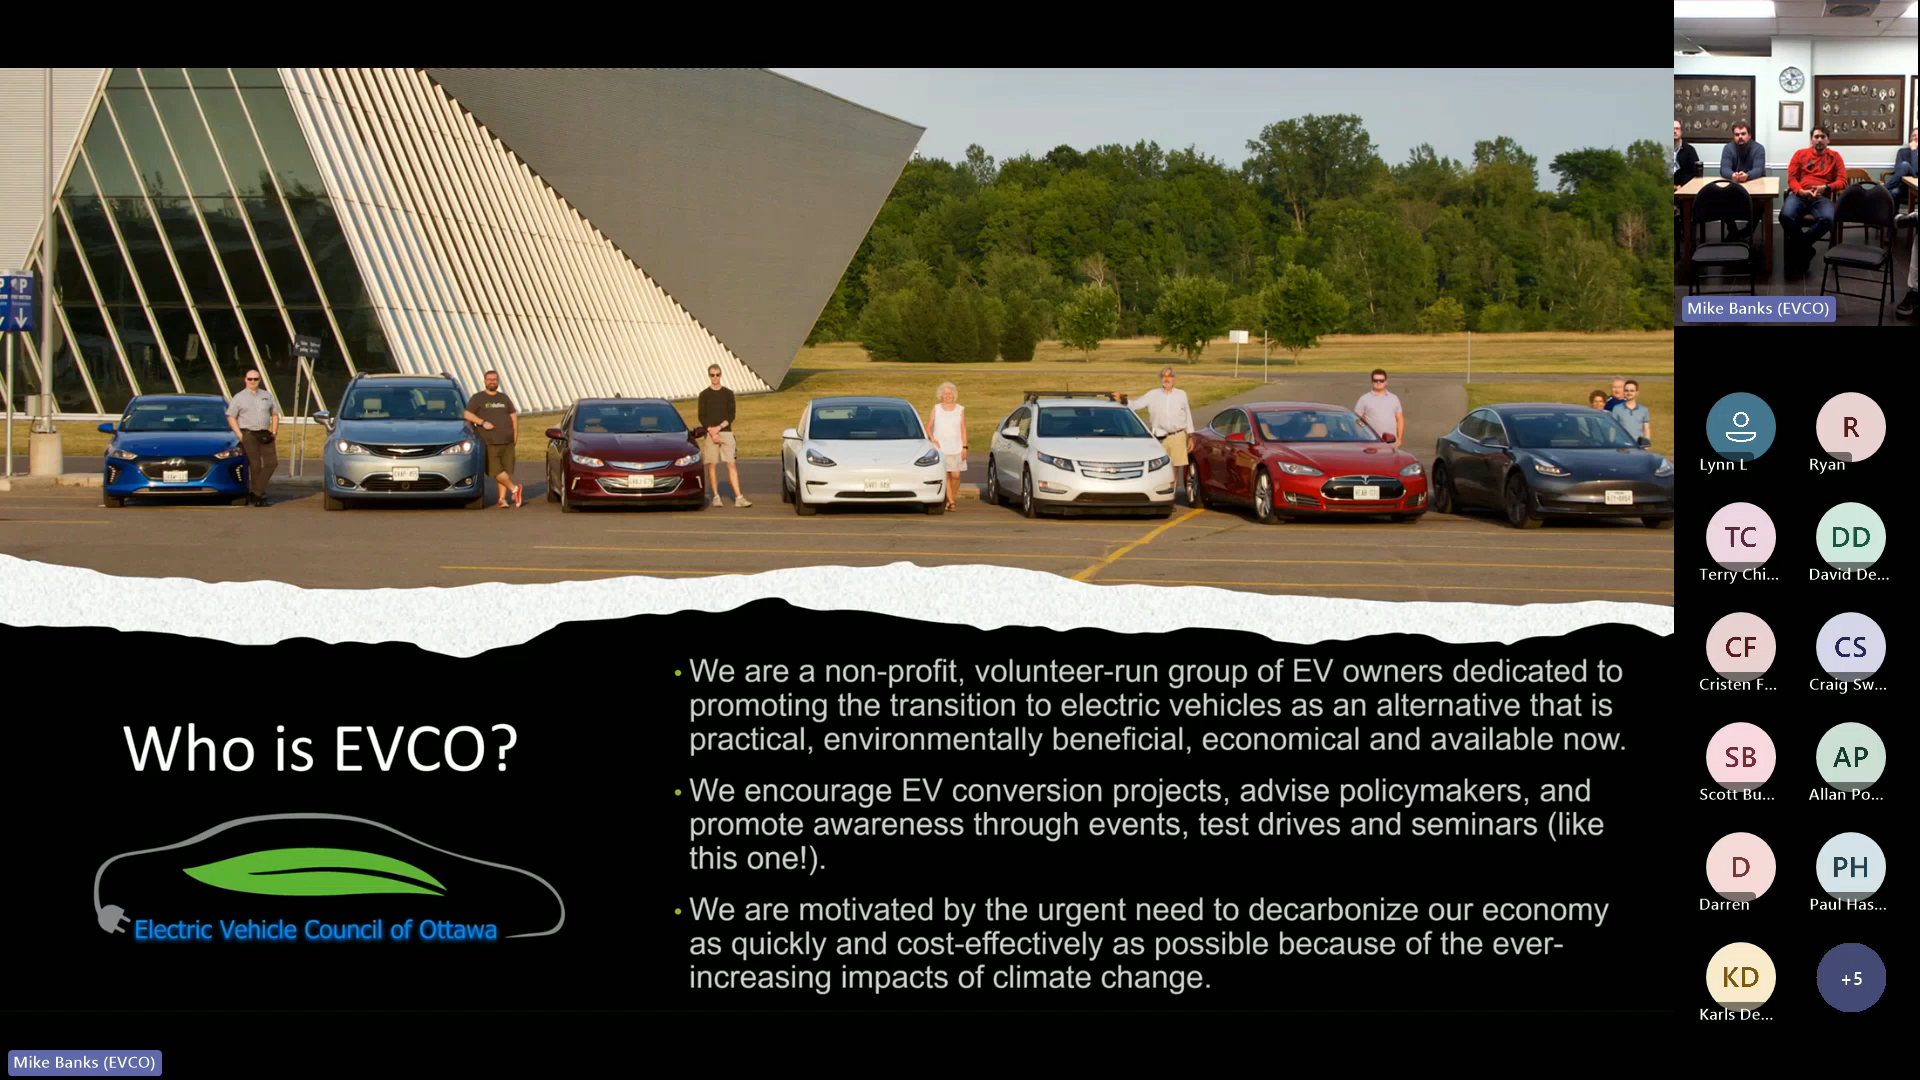 Mike Banks (EVCO)
Who is EVCO?
Electric Vehicle Council of Ottawa
• We are a non-profit, volunteer-run group of EV owners dedicated to
promoting the transition to electric vehicles as an alternative that is
practical, environmentally beneficial, economical and available now.
• We encourage EV conversion projects, advise policymakers, and
promote awareness through events, test drives and seminars (like
this one!).
• We are motivated by the urgent need to decarbonize our economy
as quickly and cost-effectively as possible because of the ever-
increasing impacts of climate change.
Lynn L
R
Ryan
TC
Terry Chi...
DD
David De...
CF
Cristen F...
CS
Craig Sw...
SB
Scott Bu...
AP
Allan Po...
D
Darren
PH
Paul Has...
KD
Karls De...
+5
Mike Banks (EVCO)
P
P